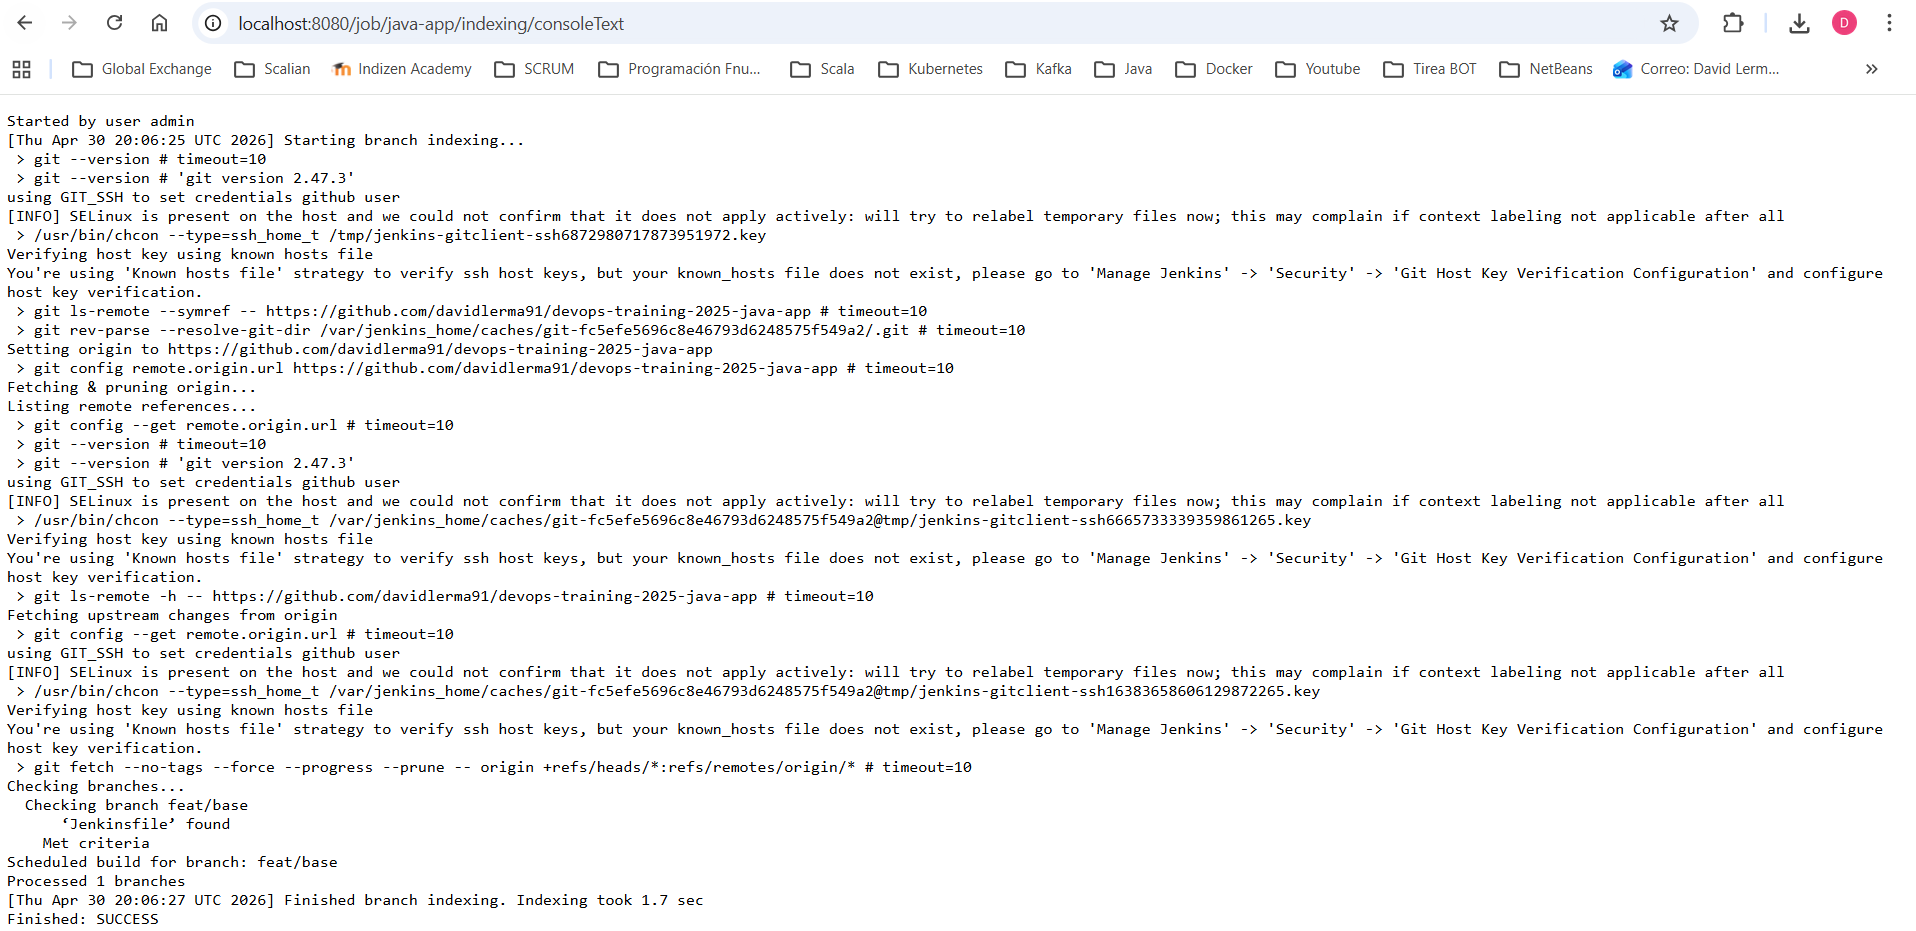 localhost:8080/job/java-app/indexing/consoleText
D
Global Exchange
Scalian
Indizen Academy
SCRUM
Programación Fnu...
Scala
Kubernetes
Kafka
Java
Docker
Youtube
Tirea BOT
NetBeans
Correo: David Lerm...
Started by user admin
[Thu Apr 30 20:06:25 UTC 2026] Starting branch indexing...
 > git --version # timeout=10
 > git --version # 'git version 2.47.3'
using GIT_SSH to set credentials github user
[INFO] SELinux is present on the host and we could not confirm that it does not apply actively: will try to relabel temporary files now; this may complain if context labeling not applicable after all
 > /usr/bin/chcon --type=ssh_home_t /tmp/jenkins-gitclient-ssh6872980717873951972.key
Verifying host key using known hosts file
You're using 'Known hosts file' strategy to verify ssh host keys, but your known_hosts file does not exist, please go to 'Manage Jenkins' -> 'Security' -> 'Git Host Key Verification Configuration' and configure
host key verification.
 > git ls-remote --symref -- https://github.com/davidlerma91/devops-training-2025-java-app # timeout=10
 > git rev-parse --resolve-git-dir /var/jenkins_home/caches/git-fc5efe5696c8e46793d6248575f549a2/.git # timeout=10
Setting origin to https://github.com/davidlerma91/devops-training-2025-java-app
 > git config remote.origin.url https://github.com/davidlerma91/devops-training-2025-java-app # timeout=10
Fetching & pruning origin...
Listing remote references...
 > git config --get remote.origin.url # timeout=10
 > git --version # timeout=10
 > git --version # 'git version 2.47.3'
using GIT_SSH to set credentials github user
[INFO] SELinux is present on the host and we could not confirm that it does not apply actively: will try to relabel temporary files now; this may complain if context labeling not applicable after all
 > /usr/bin/chcon --type=ssh_home_t /var/jenkins_home/caches/git-fc5efe5696c8e46793d6248575f549a2@tmp/jenkins-gitclient-ssh6665733339359861265.key
Verifying host key using known hosts file
You're using 'Known hosts file' strategy to verify ssh host keys, but your known_hosts file does not exist, please go to 'Manage Jenkins' -> 'Security' -> 'Git Host Key Verification Configuration' and configure
host key verification.
 > git ls-remote -h -- https://github.com/davidlerma91/devops-training-2025-java-app # timeout=10
Fetching upstream changes from origin
 > git config --get remote.origin.url # timeout=10
using GIT_SSH to set credentials github user
[INFO] SELinux is present on the host and we could not confirm that it does not apply actively: will try to relabel temporary files now; this may complain if context labeling not applicable after all
 > /usr/bin/chcon --type=ssh_home_t /var/jenkins_home/caches/git-fc5efe5696c8e46793d6248575f549a2@tmp/jenkins-gitclient-ssh16383658606129872265.key
Verifying host key using known hosts file
You're using 'Known hosts file' strategy to verify ssh host keys, but your known_hosts file does not exist, please go to 'Manage Jenkins' -> 'Security' -> 'Git Host Key Verification Configuration' and configure
host key verification.
 > git fetch --no-tags --force --progress --prune -- origin +refs/heads/*:refs/remotes/origin/* # timeout=10
Checking branches...
  Checking branch feat/base
      ‘Jenkinsfile’ found
    Met criteria
Scheduled build for branch: feat/base
Processed 1 branches
[Thu Apr 30 20:06:27 UTC 2026] Finished branch indexing. Indexing took 1.7 sec
Finished: SUCCESS